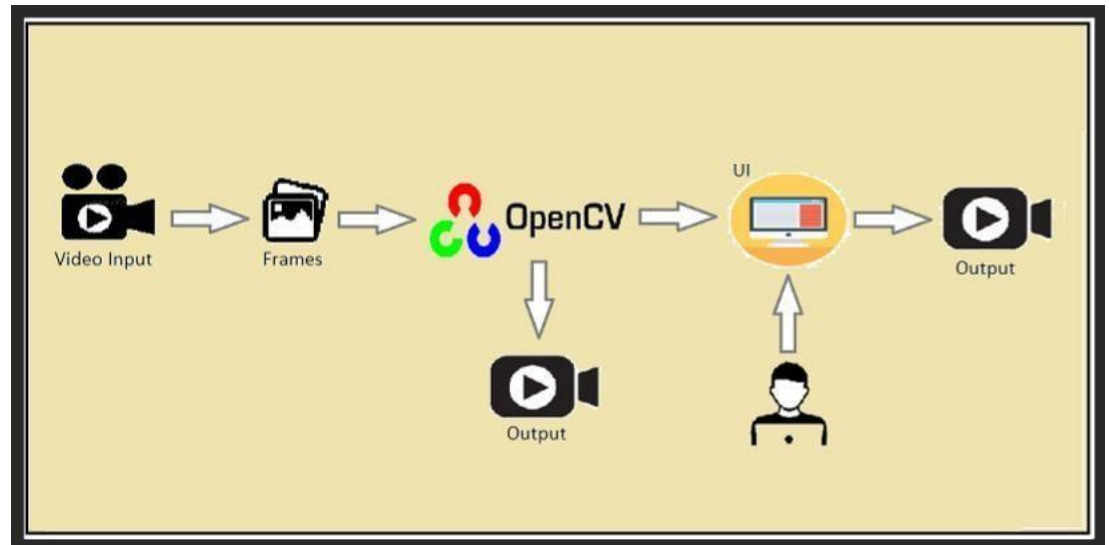 UI
OpenCV
Video Input
Frames
Output
Output